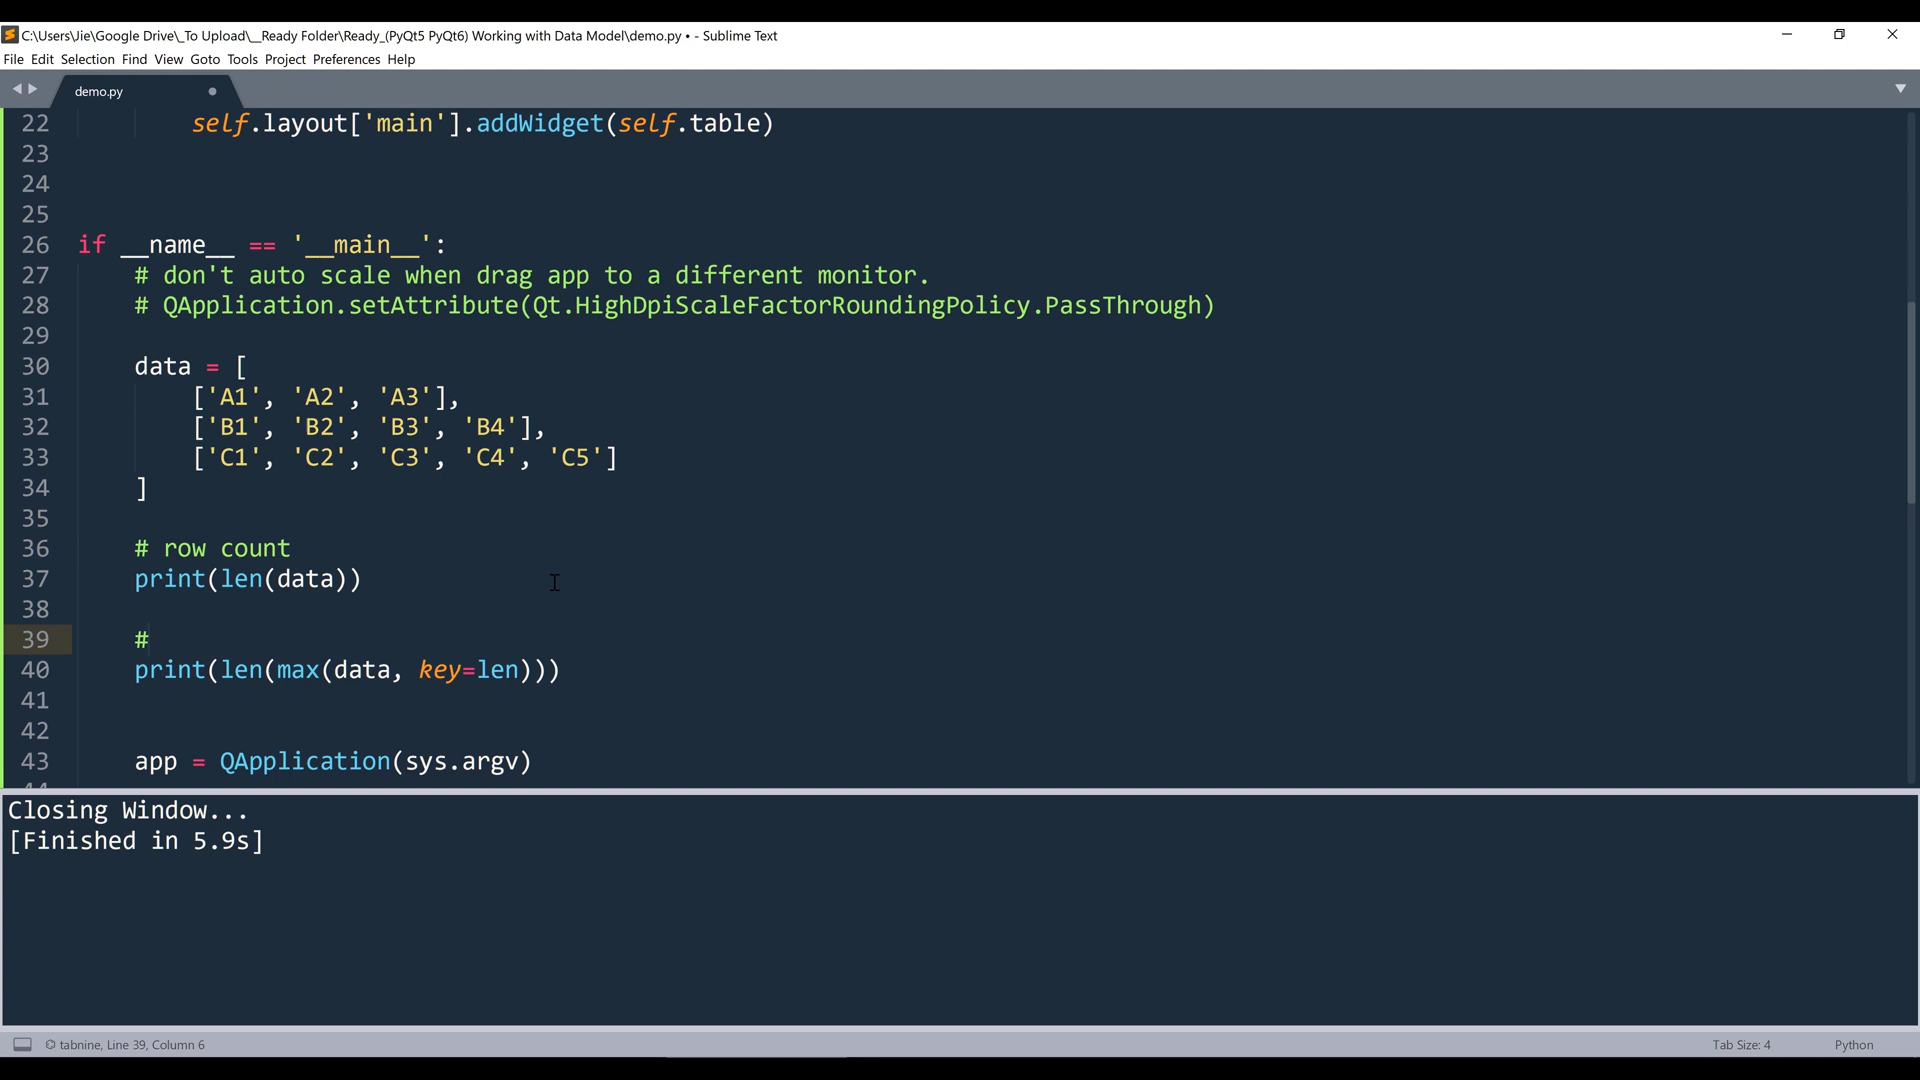 C:\Users\Jie\Google Drive\_To Upload\__Ready Folder\Ready_(PyQt5 PyQt6) Working with Data Model\demo.py • - Sublime Text
File Edit Selection Find View Goto Tools Project Preferences Help
demo.py
22 self.layout['main'].addWidget(self.table)
23
24
25
26 if __name__ == '__main__':
27 # don't auto scale when drag app to a different monitor.
28 # QApplication.setAttribute(Qt.HighDpiScaleFactorRoundingPolicy.PassThrough)
29
30 data = [
31 ['A1', 'A2', 'A3'],
32 ['B1', 'B2', 'B3', 'B4'],
33 ['C1', 'C2', 'C3', 'C4', 'C5']
34 ]
35
36 # row count
37 print(len(data))
38
39 #
40 print(len(max(data, key=len)))
41
42
43 app = QApplication(sys.argv)
44
Closing Window...
[Finished in 5.9s]
tabnine, Line 39, Column 6 Tab Size: 4 Python